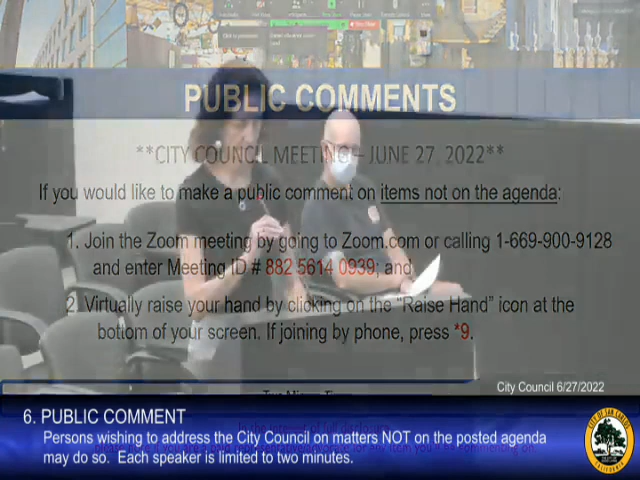 PUBLIC COMMENTS
**CITY COUNCIL MEETING – JUNE 27, 2022**
If you would like to make a public comment on items not on the agenda:
1. Join the Zoom meeting by going to Zoom.com or calling 1-669-900-9128
and enter Meeting ID # 882 5614 0939; and
2. Virtually raise your hand by clicking on the “Raise Hand” icon at the
bottom of your screen. If joining by phone, press *9.
City Council 6/27/2022
6. PUBLIC COMMENT
Persons wishing to address the City Council on matters NOT on the posted agenda
may do so. Each speaker is limited to two minutes.
CITY OF SAN CARLOS
CALIFORNIA